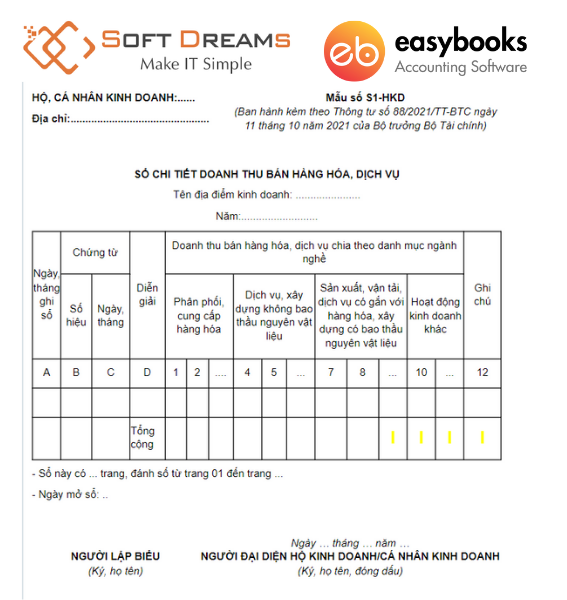 SOFT DREAMS
Make IT Simple
eb
easybooks
Accounting Software
HỘ, CÁ NHÂN KINH DOANH:......
Địa chỉ:..............................................
Mẫu số S1-HKD
(Ban hành kèm theo Thông tư số 88/2021/TT-BTC ngày
11 tháng 10 năm 2021 của Bộ trưởng Bộ Tài chính)
SỔ CHI TIẾT DOANH THU BÁN HÀNG HÓA, DỊCH VỤ
Tên địa điểm kinh doanh: ......................
Năm:..........................
Ngày, tháng ghi sổ
Chứng từ
Số hiệu
Ngày, tháng
Diễn giải
Doanh thu bán hàng hóa, dịch vụ chia theo danh mục ngành
nghề
Phân phối, cung cấp hàng hóa
Dịch vụ, xây dựng không bao thầu nguyên vật liệu
Sản xuất, vận tải, dịch vụ có gắn với hàng hóa, xây dựng có bao thầu nguyên vật liệu
Hoạt động kinh doanh khác
Ghi chú
A B C D 1 2 .... 4 5 ... 7 8 ... 10 ... 12
Tổng cộng
- Sổ này có ... trang, đánh số từ trang 01 đến trang ...
- Ngày mở sổ: ..
Ngày ... tháng ... năm ...
NGƯỜI LẬP BIỂU
(Ký, họ tên)
NGƯỜI ĐẠI DIỆN HỘ KINH DOANH/CÁ NHÂN KINH DOANH
(Ký, họ tên, đóng dấu)